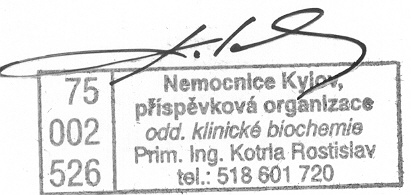 75
002
526
Nemocnice Kyjov,
příspěvková organizace
odd. klinické biochemie
Prim. Ing. Kotrla Rostislav
tel.: 518 601 720